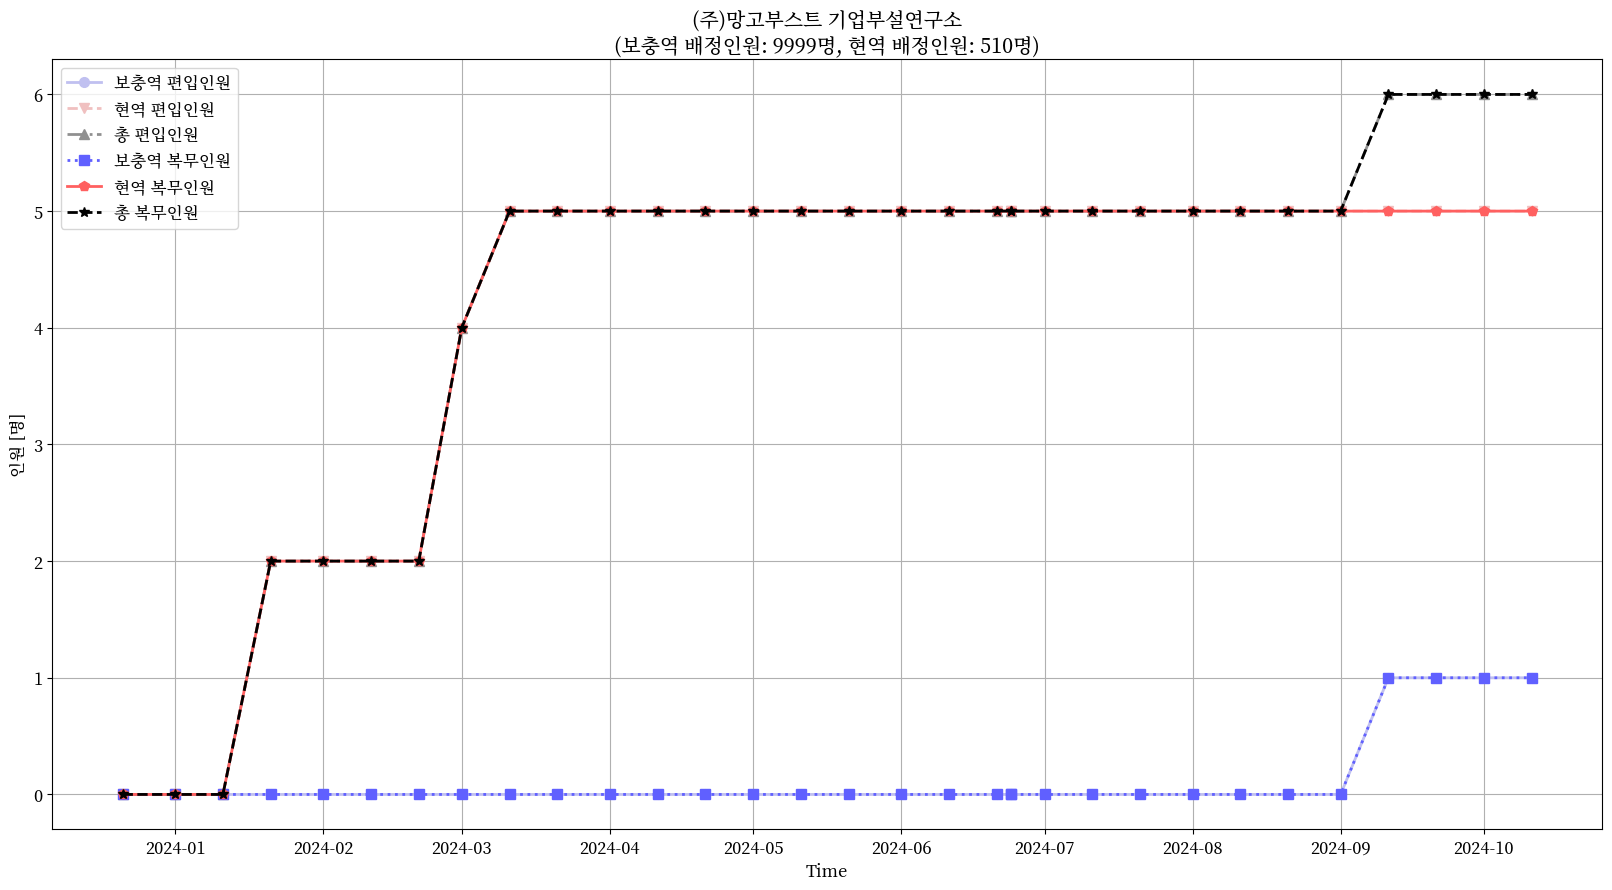 (주)망고부스트 기업부설연구소
(보충역 배정인원: 9999명, 현역 배정인원: 510명)
보충역 편입인원
현역 편입인원
총 편입인원
보충역 복무인원
현역 복무인원
총 복무인원
인원 [명]
6
5
4
3
2
1
0
2024-01 2024-02 2024-03 2024-04 2024-05 2024-06 2024-07 2024-08 2024-09 2024-10
Time